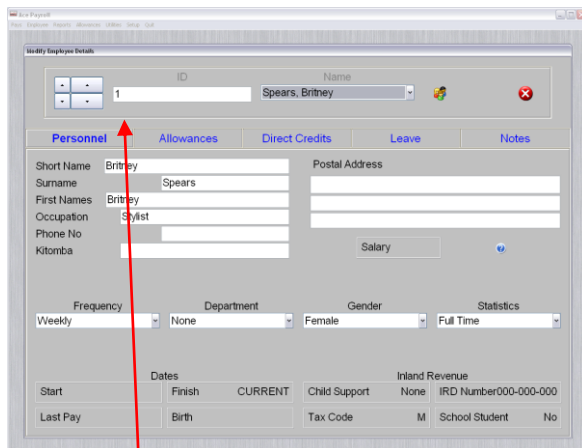 Ace Payroll
Pays Employee Reports Allowances Utilities Setup Quit
Modify Employee Details
ID Name
1 Spears, Britney
Personnel Allowances Direct Credits Leave Notes
Short Name Britney Postal Address
Surname Spears
First Names Britney
Occupation Stylist
Phone No
Kitomba Salary
Frequency Department Gender Statistics
Weekly None Female Full Time
Dates Inland Revenue
Start Finish CURRENT Child Support None IRD Number000-000-000
Last Pay Birth Tax Code M School Student No